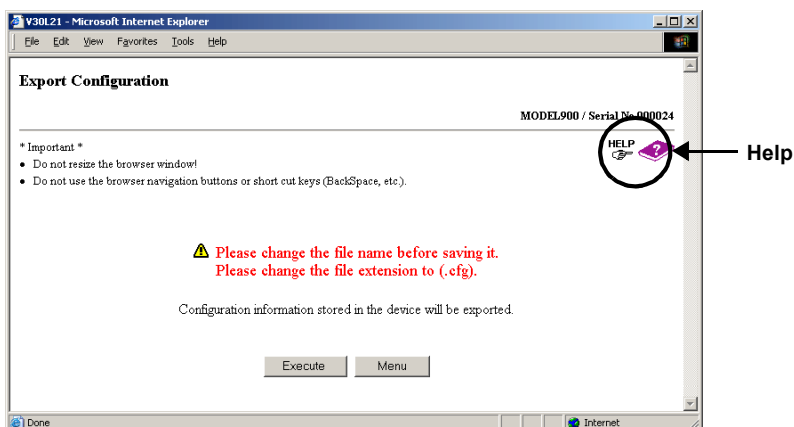 V30L21 - Microsoft Internet Explorer
File Edit View Favorites Tools Help
Export Configuration
MODEL900 / Serial No.000024
* Important *
HELP
?
Help
• Do not resize the browser window!
• Do not use the browser navigation buttons or short cut keys (BackSpace, etc.).
Please change the file name before saving it.
Please change the file extension to (.cfg).
Configuration information stored in the device will be exported.
Execute Menu
Done Internet